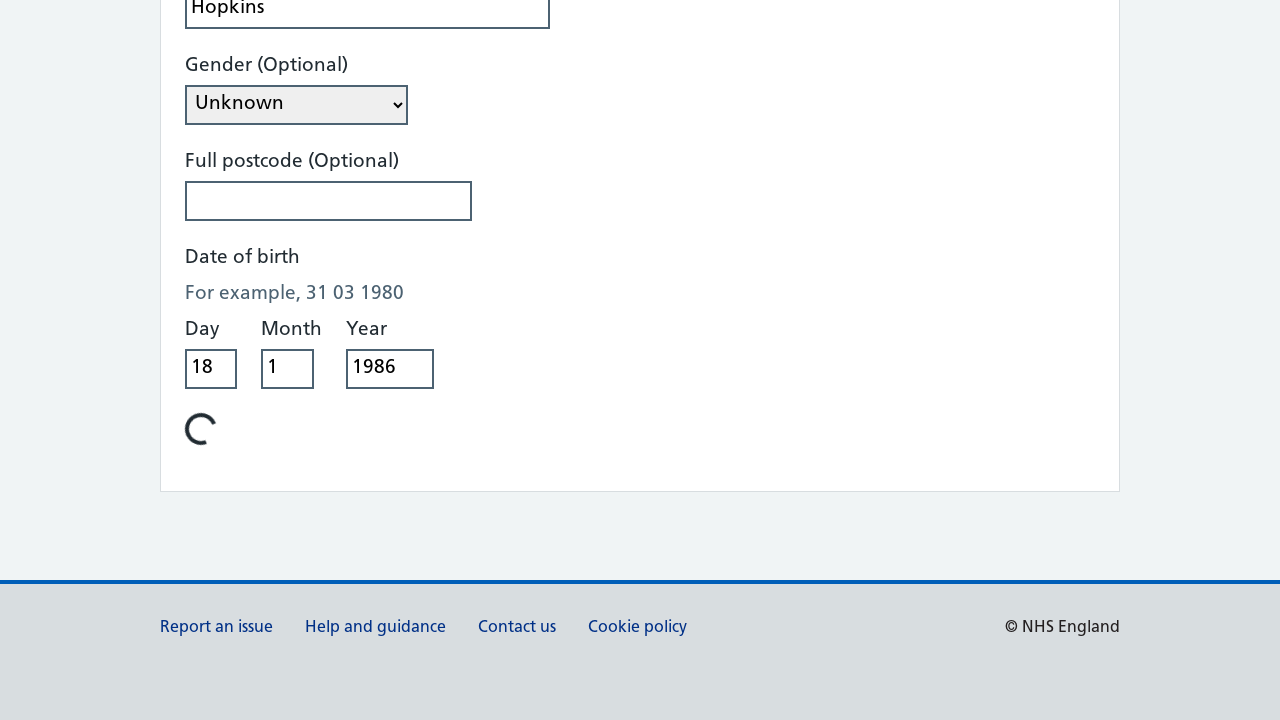 Hopkins
Gender (Optional)
Unknown
Full postcode (Optional)
Date of birth
For example, 31 03 1980
Day Month Year
18 1 1986
Report an issue Help and guidance Contact us Cookie policy © NHS England